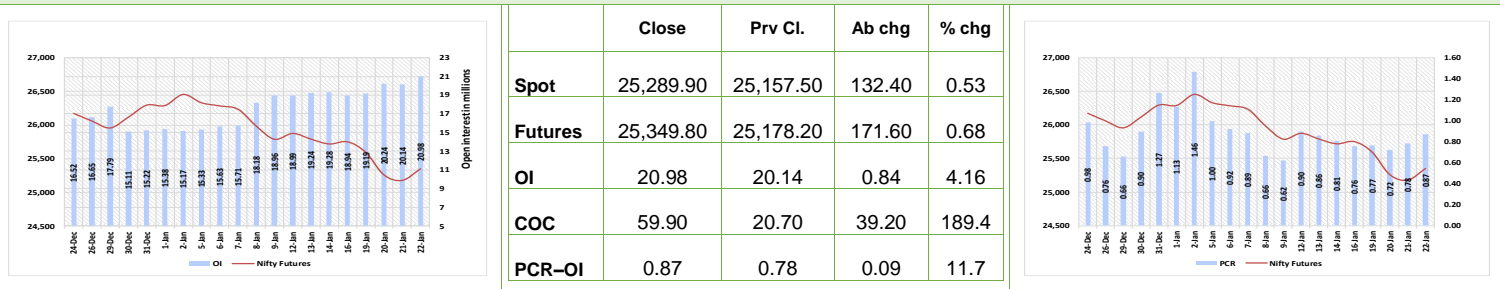 27,000
26,500
26,000
25,500
25,000
24,500
23
21
19
17
15
13
11
9
7
5
Open interest in millions
16.52
16.65
17.79
15.11
15.22
15.38
15.17
15.33
15.63
15.71
18.18
18.96
18.99
19.24
19.28
18.94
19.19
20.24
20.14
20.98
24-Dec
26-Dec
29-Dec
30-Dec
31-Dec
1-Jan
2-Jan
5-Jan
6-Jan
7-Jan
8-Jan
9-Jan
12-Jan
13-Jan
14-Jan
16-Jan
19-Jan
20-Jan
21-Jan
22-Jan
OI Nifty Futures
Close Prv Cl. Ab chg % chg
Spot 25,289.90 25,157.50 132.40 0.53
Futures 25,349.80 25,178.20 171.60 0.68
OI 20.98 20.14 0.84 4.16
COC 59.90 20.70 39.20 189.4
PCR–OI 0.87 0.78 0.09 11.7
27,000
26,500
26,000
25,500
25,000
24,500
1.60
1.40
1.20
1.00
0.80
0.60
0.40
0.20
0.00
0.98
0.76
0.66
0.90
1.27
1.13
1.46
1.00
0.92
0.89
0.66
0.62
0.90
0.86
0.81
0.76
0.77
0.72
0.78
0.87
24-Dec
26-Dec
29-Dec
30-Dec
31-Dec
1-Jan
2-Jan
5-Jan
6-Jan
7-Jan
8-Jan
9-Jan
12-Jan
13-Jan
14-Jan
16-Jan
19-Jan
20-Jan
21-Jan
22-Jan
PCR Nifty Futures